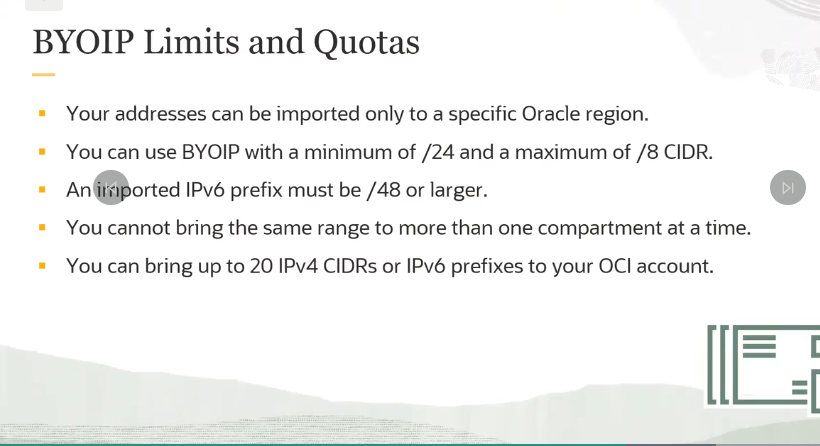 BYOIP Limits and Quotas
Your addresses can be imported only to a specific Oracle region.
You can use BYOIP with a minimum of /24 and a maximum of /8 CIDR.
An imported IPv6 prefix must be /48 or larger.
You cannot bring the same range to more than one compartment at a time.
You can bring up to 20 IPv4 CIDRs or IPv6 prefixes to your OCI account.